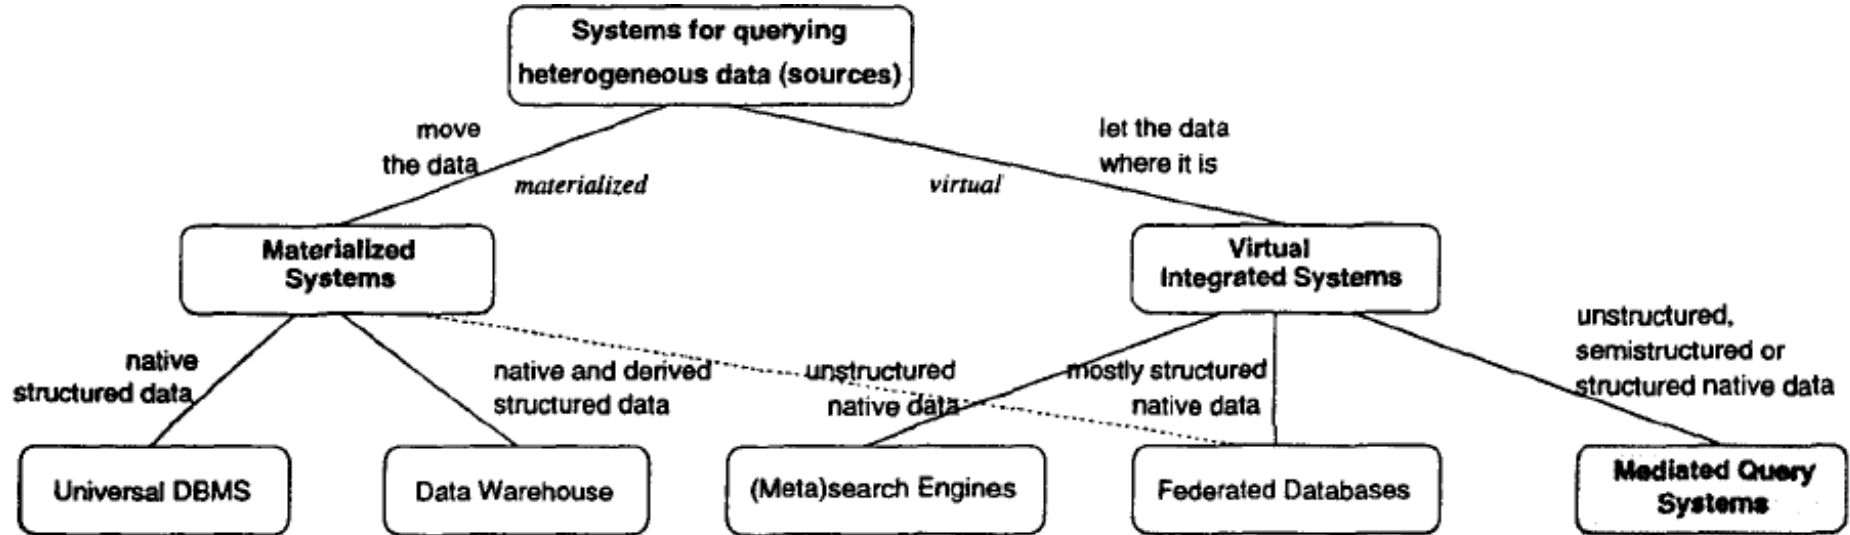 Systems for querying
heterogeneous data (sources)
move
the data
materialized
virtual
let the data
where it is
Materialized
Systems
Virtual
Integrated Systems
native
structured data
native and derived
structured data
unstructured
native data
mostly structured
native data
unstructured,
semistructured or
structured native data
Universal DBMS
Data Warehouse
(Meta)search Engines
Federated Databases
Mediated Query
Systems